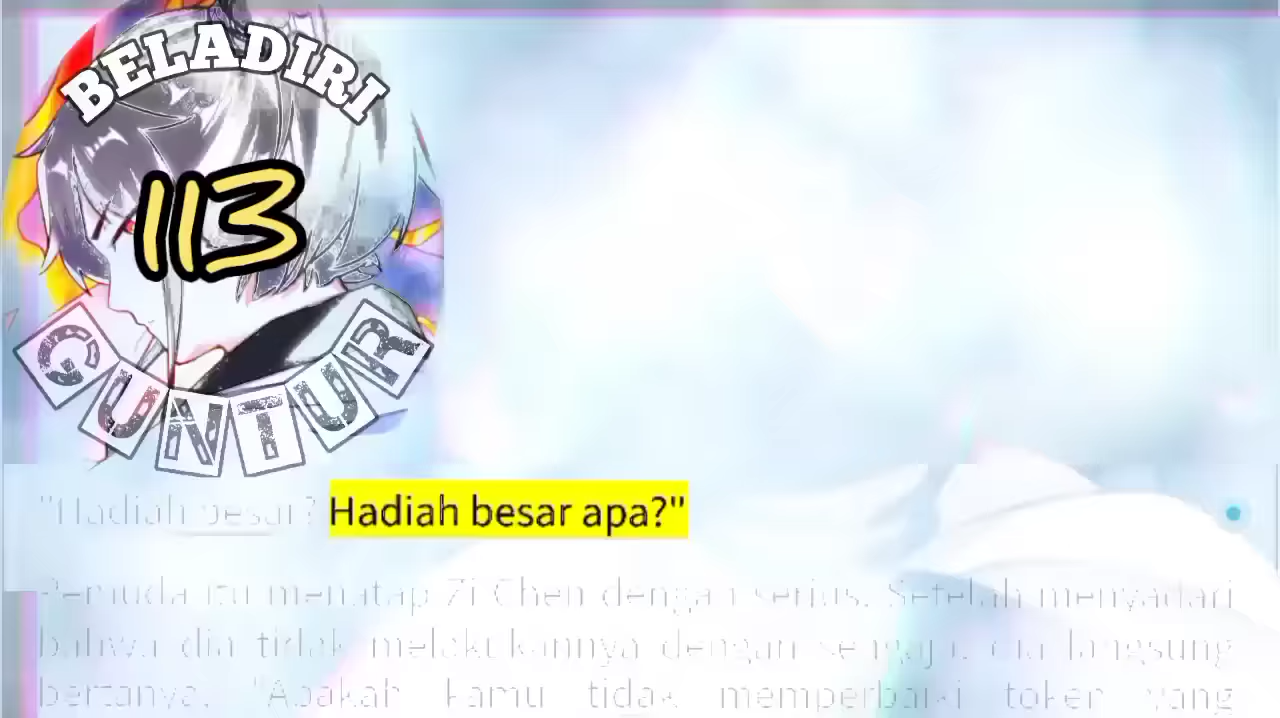 BELADIRI
113
GUNTUR
"Hadiah besar? Hadiah besar apa?"
Pemuda itu menatap Zi Chen dengan serius. Setelah menyadari
bahwa dia tidak melakukannya dengan sengaja, dia langsung
bertanya, "Apakah kamu tidak memperbaiki token yang